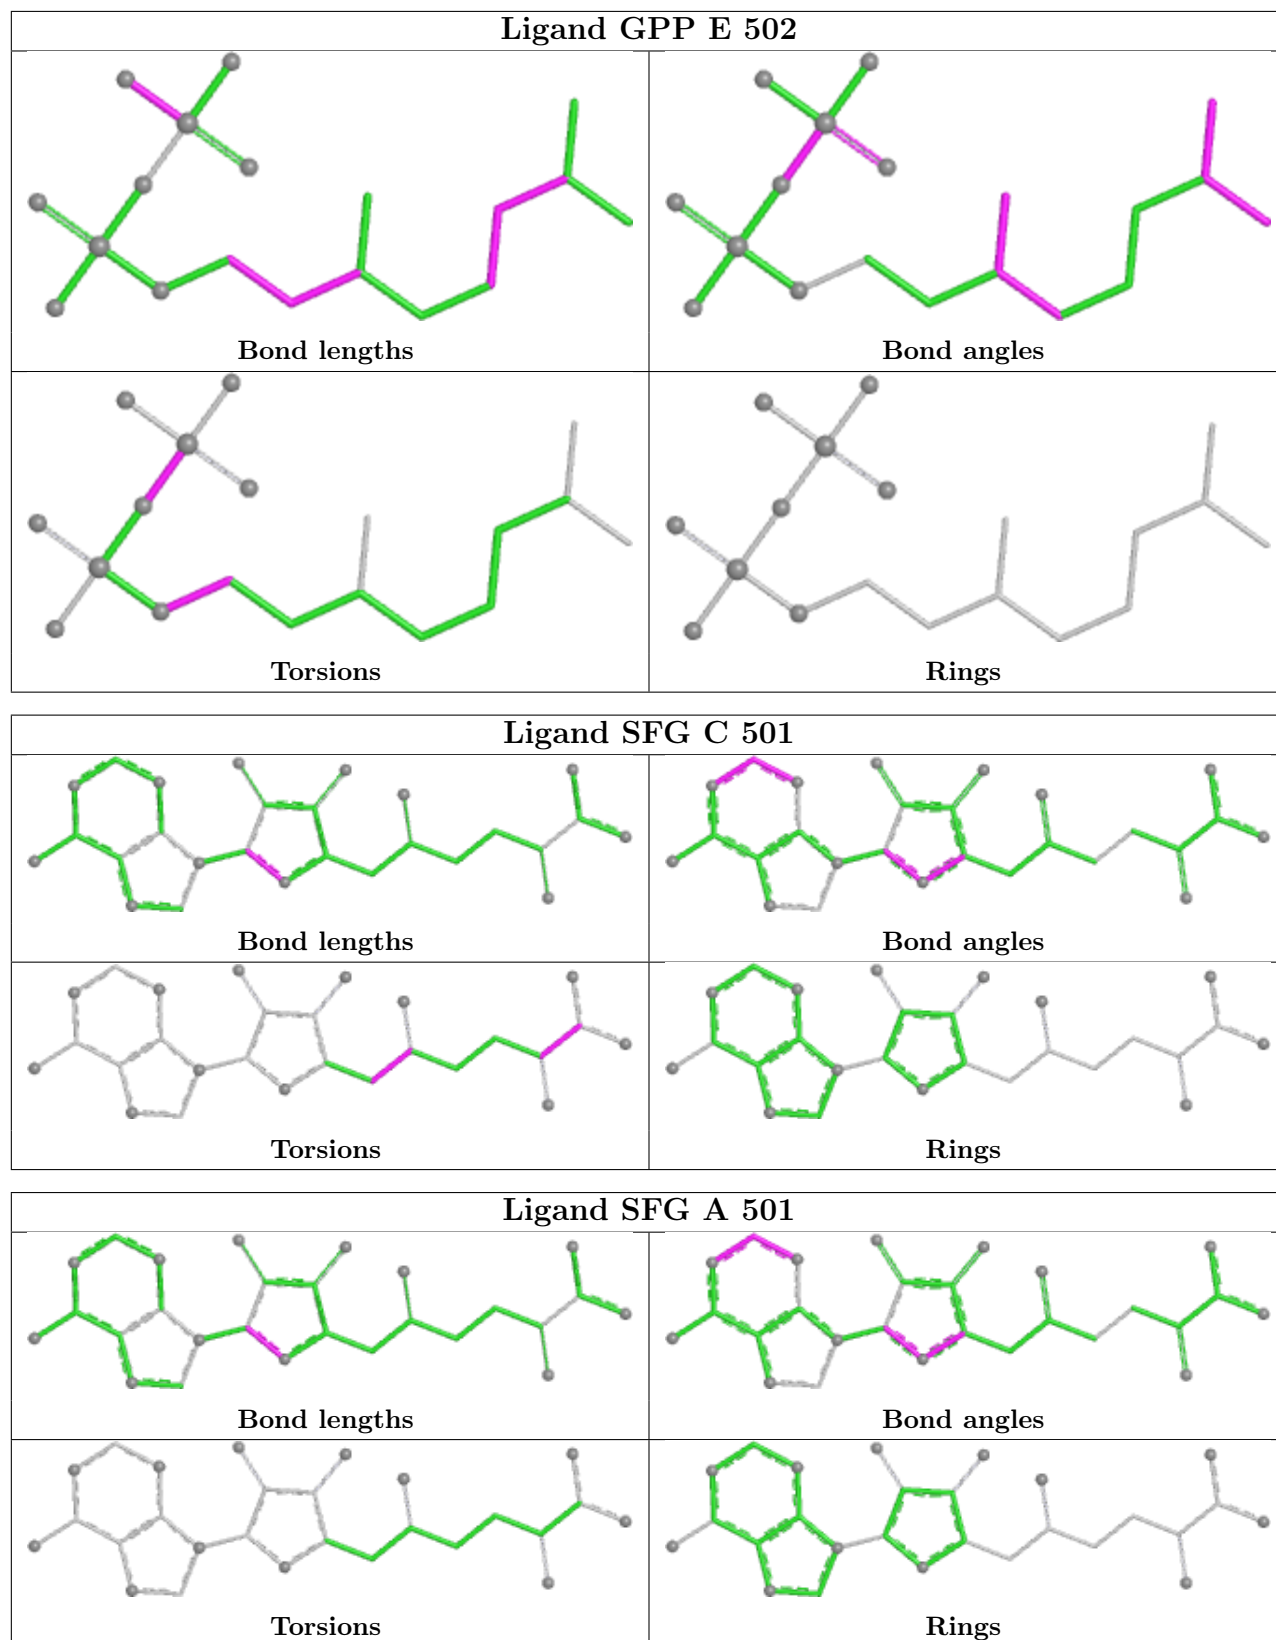 Ligand GPP E 502
Bond lengths
Bond angles
Torsions
Rings
Ligand SFG C 501
Bond lengths
Bond angles
Torsions
Rings
Ligand SFG A 501
Bond lengths
Bond angles
Torsions
Rings